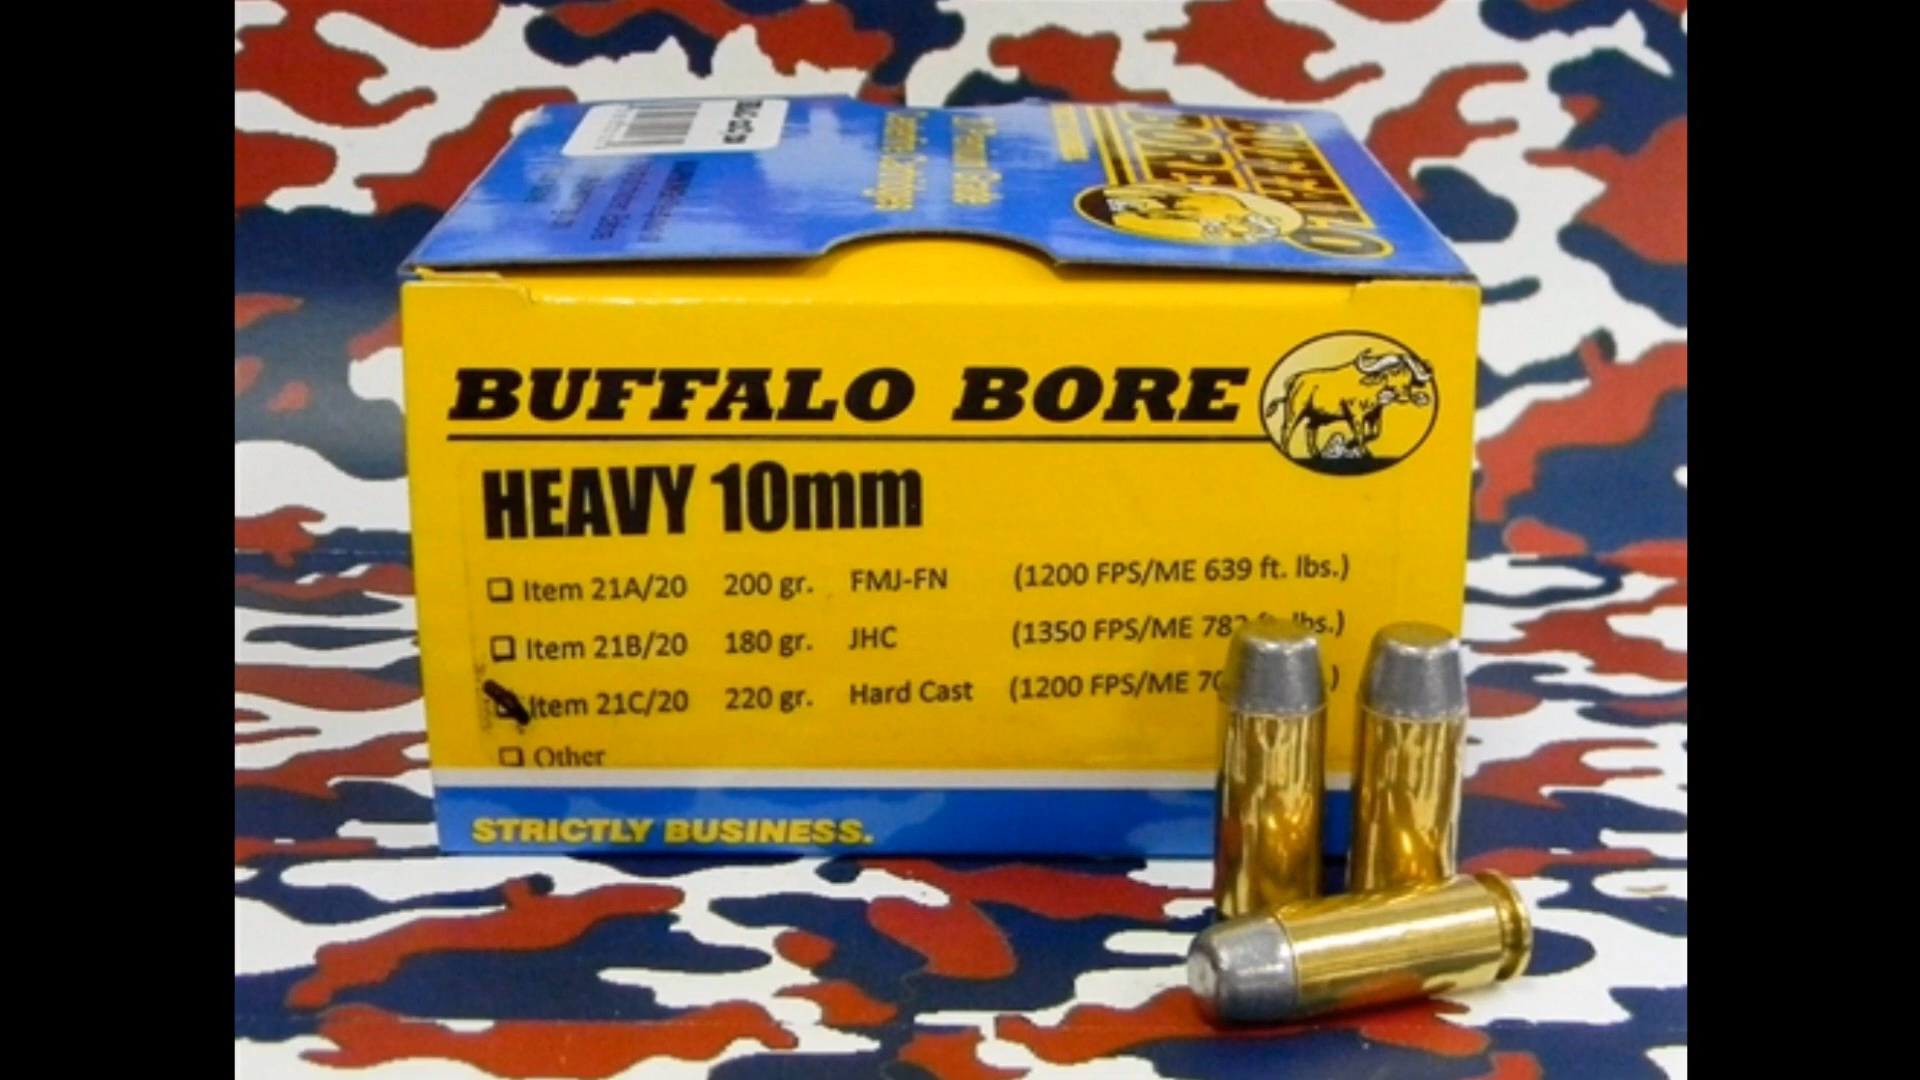 BUFFALO BORE
HEAVY 10mm
Item 21A/20 200 gr. FMJ-FN (1200 FPS/ME 639 ft. lbs.)
Item 21B/20 180 gr. JHC (1350 FPS/ME lbs.)
Item 21C/20 220 gr. Hard Cast (1200 FPS/ME
Other
STRICTLY BUSINESS.